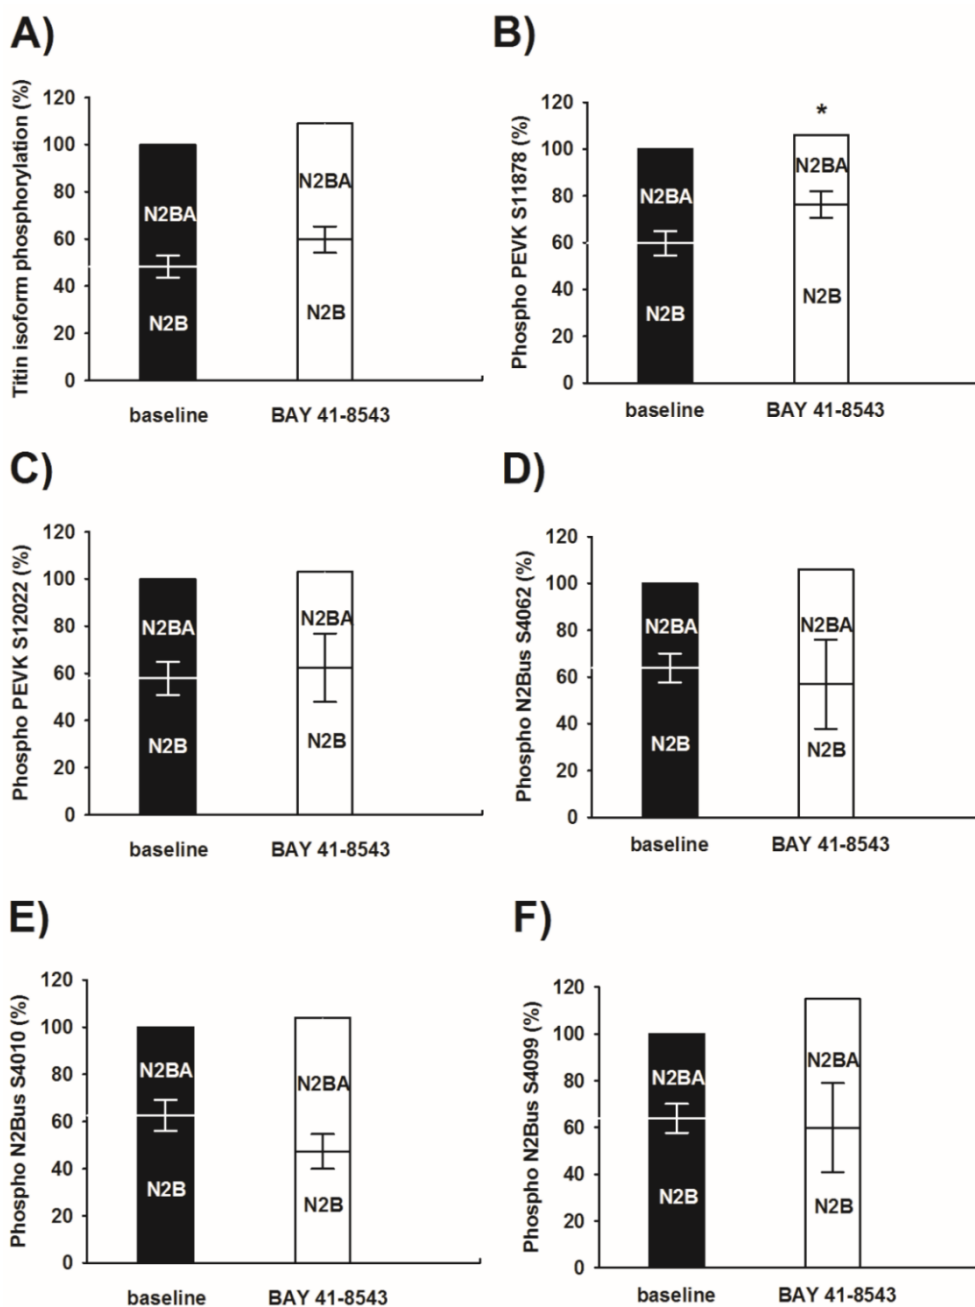 A)
Titin isoform phosphorylation (%)
120
100
80
60
40
20
0
N2BA
N2B
N2BA
N2B
baseline
BAY 41-8543
B)
Phospho PEVK S11878 (%)
120
100
80
60
40
20
0
*
N2BA
N2B
N2BA
N2B
baseline
BAY 41-8543
C)
Phospho PEVK S12022 (%)
120
100
80
60
40
20
0
N2BA
N2B
N2BA
N2B
baseline
BAY 41-8543
D)
Phospho N2Bus S4062 (%)
120
100
80
60
40
20
0
N2BA
N2B
N2BA
N2B
baseline
BAY 41-8543
E)
Phospho N2Bus S4010 (%)
120
100
80
60
40
20
0
N2BA
N2B
N2BA
N2B
baseline
BAY 41-8543
F)
Phospho N2Bus S4099 (%)
120
100
80
60
40
20
0
N2BA
N2B
N2BA
N2B
baseline
BAY 41-8543